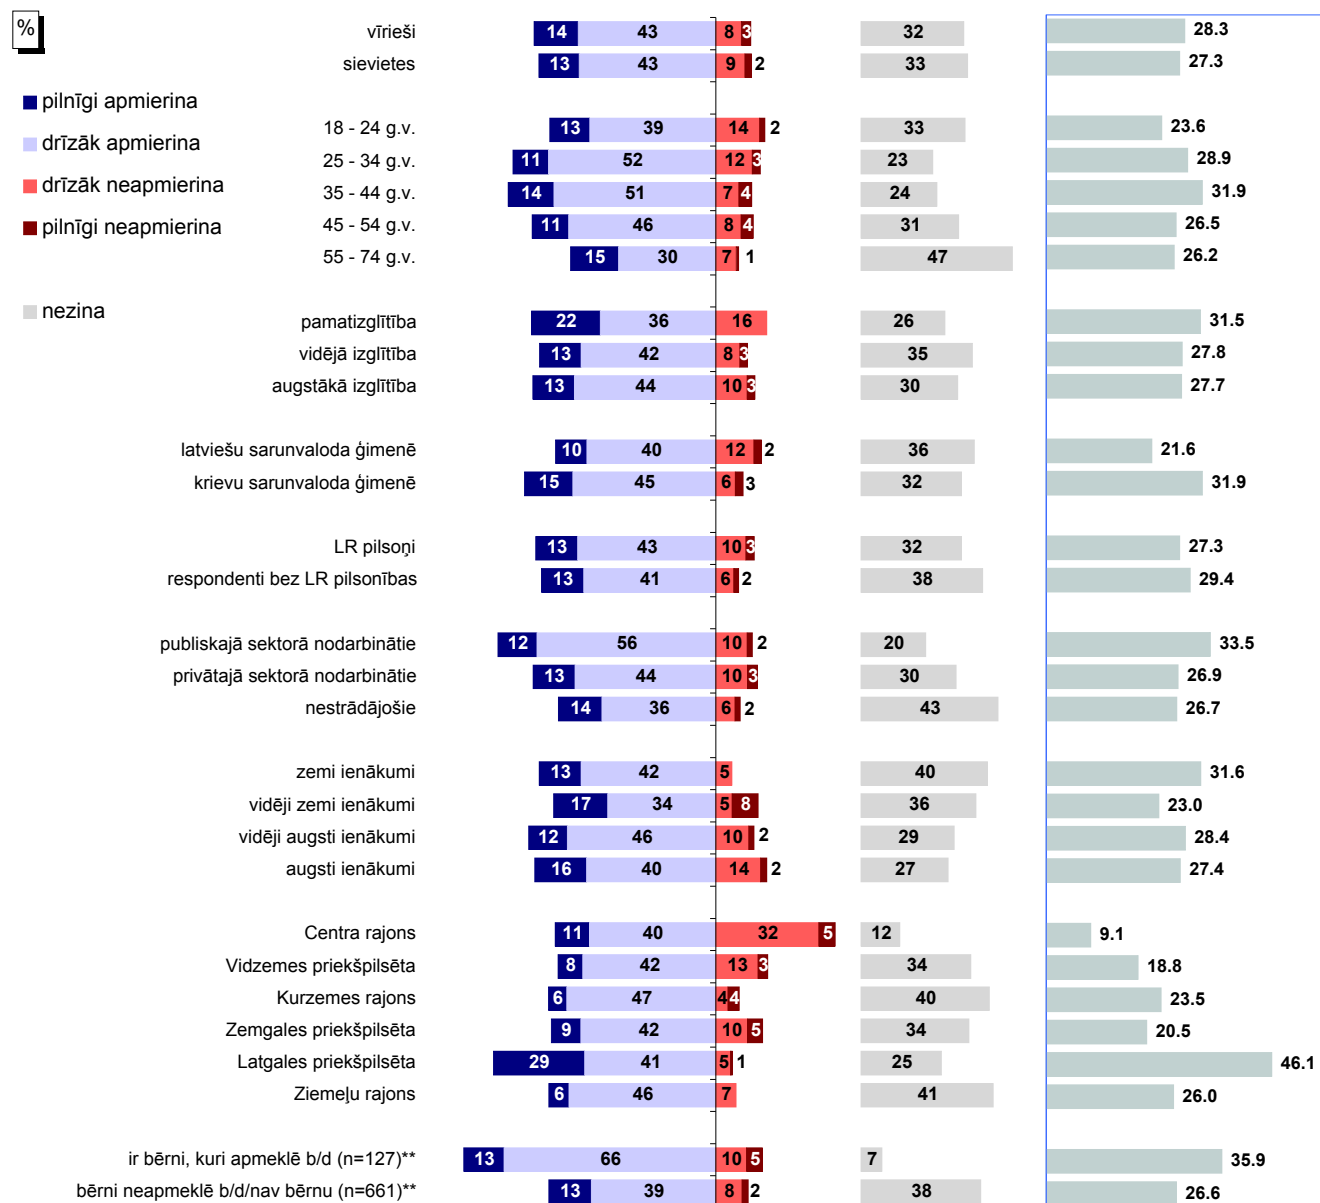 %
pilnīgi apmierina
drīzāk apmierina
drīzāk neapmierina
pilnīgi neapmierina
nezina
vīrieši 14 43 8 3 32 28.3
sievietes 13 43 9 2 33 27.3
18 - 24 g.v. 13 39 14 2 33 23.6
25 - 34 g.v. 11 52 12 3 23 28.9
35 - 44 g.v. 14 51 7 4 24 31.9
45 - 54 g.v. 11 46 8 4 31 26.5
55 - 74 g.v. 15 30 7 1 47 26.2
pamatizglītība 22 36 16 26 31.5
vidējā izglītība 13 42 8 3 35 27.8
augstākā izglītība 13 44 10 3 30 27.7
latviešu sarunvaloda ģimenē 10 40 12 2 36 21.6
krievu sarunvaloda ģimenē 15 45 6 3 32 31.9
LR pilsoņi 13 43 10 3 32 27.3
respondenti bez LR pilsonības 13 41 6 2 38 29.4
publiskajā sektorā nodarbinātie 12 56 10 2 20 33.5
privātajā sektorā nodarbinātie 13 44 10 3 30 26.9
nestrādājošie 14 36 6 2 43 26.7
zemi ienākumi 13 42 5 40 31.6
vidēji zemi ienākumi 17 34 5 8 36 23.0
vidēji augsti ienākumi 12 46 10 2 29 28.4
augsti ienākumi 16 40 14 2 27 27.4
Centra rajons 11 40 32 5 12 9.1
Vidzemes priekšpilsēta 8 42 13 3 34 18.8
Kurzemes rajons 6 47 4 4 40 23.5
Zemgales priekšpilsēta 9 42 10 5 34 20.5
Latgales priekšpilsēta 29 41 5 1 25 46.1
Ziemeļu rajons 6 46 7 41 26.0
ir bērni, kuri apmeklē b/d (n=127)** 13 66 10 5 7 35.9
bērni neapmeklē b/d/nav bērnu (n=661)** 13 39 8 2 38 26.6